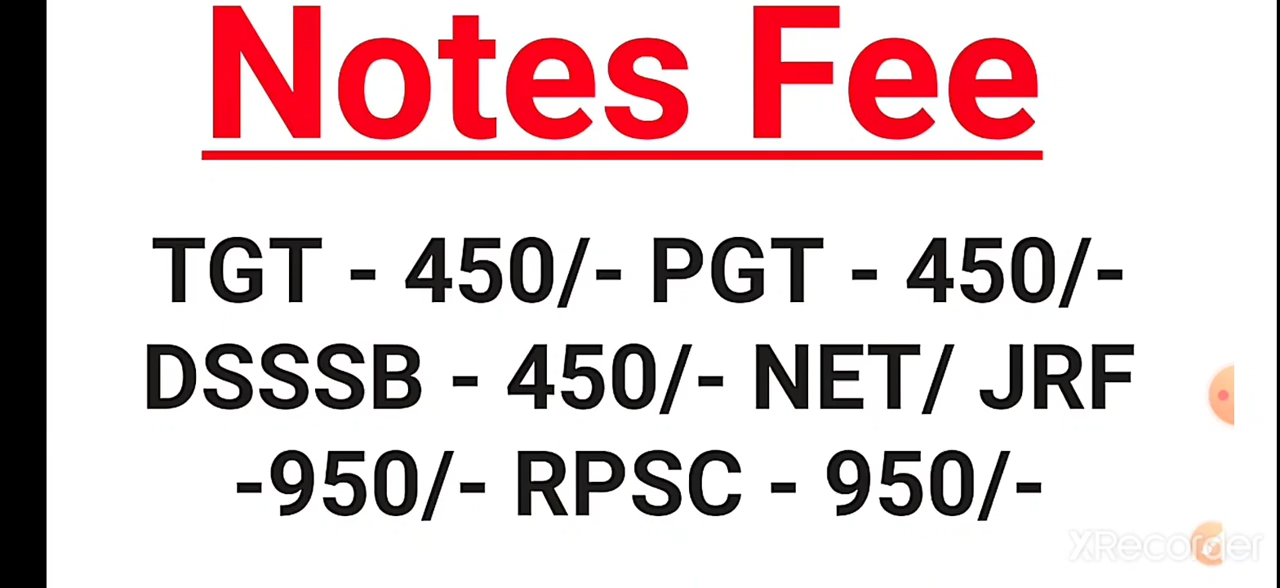 Notes Fee
TGT - 450/- PGT - 450/-
DSSSB - 450/- NET/ JRF
-950/- RPSC - 950/-
XRecorder